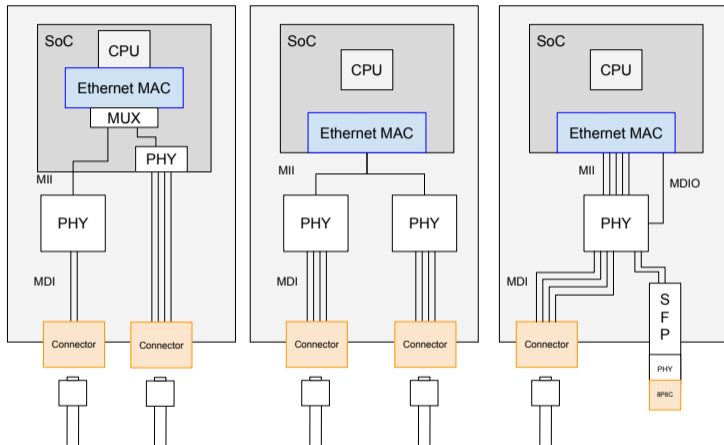 SoC
CPU
Ethernet MAC
MUX
PHY
MII
PHY
MDI
Connector
Connector
SoC
CPU
Ethernet MAC
MII
PHY
PHY
MDI
Connector
Connector
SoC
CPU
Ethernet MAC
MII
MDIO
PHY
MDI
S
F
P
Connector
PHY
8P8C